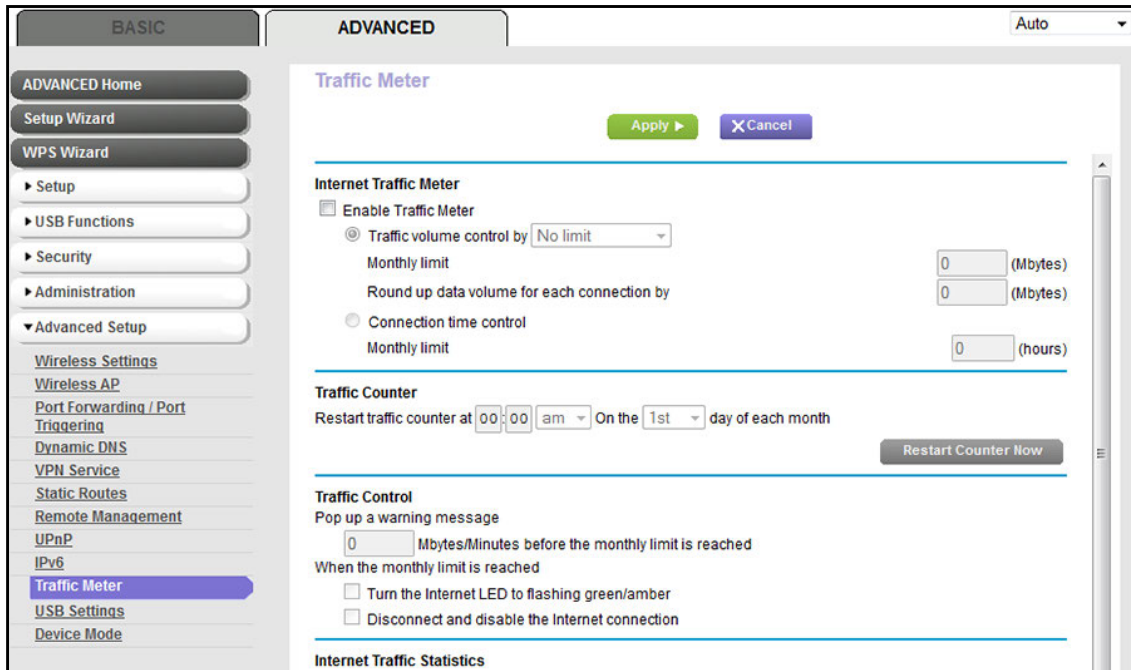 BASIC
ADVANCED
Auto
ADVANCED Home
Setup Wizard
WPS Wizard
Setup
USB Functions
Security
Administration
Advanced Setup
Wireless Settings
Wireless AP
Port Forwarding / Port
Triggering
Dynamic DNS
VPN Service
Static Routes
Remote Management
UPnP
IPv6
Traffic Meter
USB Settings
Device Mode
Traffic Meter
Apply
Cancel
Internet Traffic Meter
Enable Traffic Meter
Traffic volume control by No limit
Monthly limit 0 (Mbytes)
Round up data volume for each connection by 0 (Mbytes)
Connection time control
Monthly limit 0 (hours)
Traffic Counter
Restart traffic counter at 00:00 am On the 1st day of each month
Restart Counter Now
Traffic Control
Pop up a warning message
0 Mbytes/Minutes before the monthly limit is reached
When the monthly limit is reached
Turn the Internet LED to flashing green/amber
Disconnect and disable the Internet connection
Internet Traffic Statistics